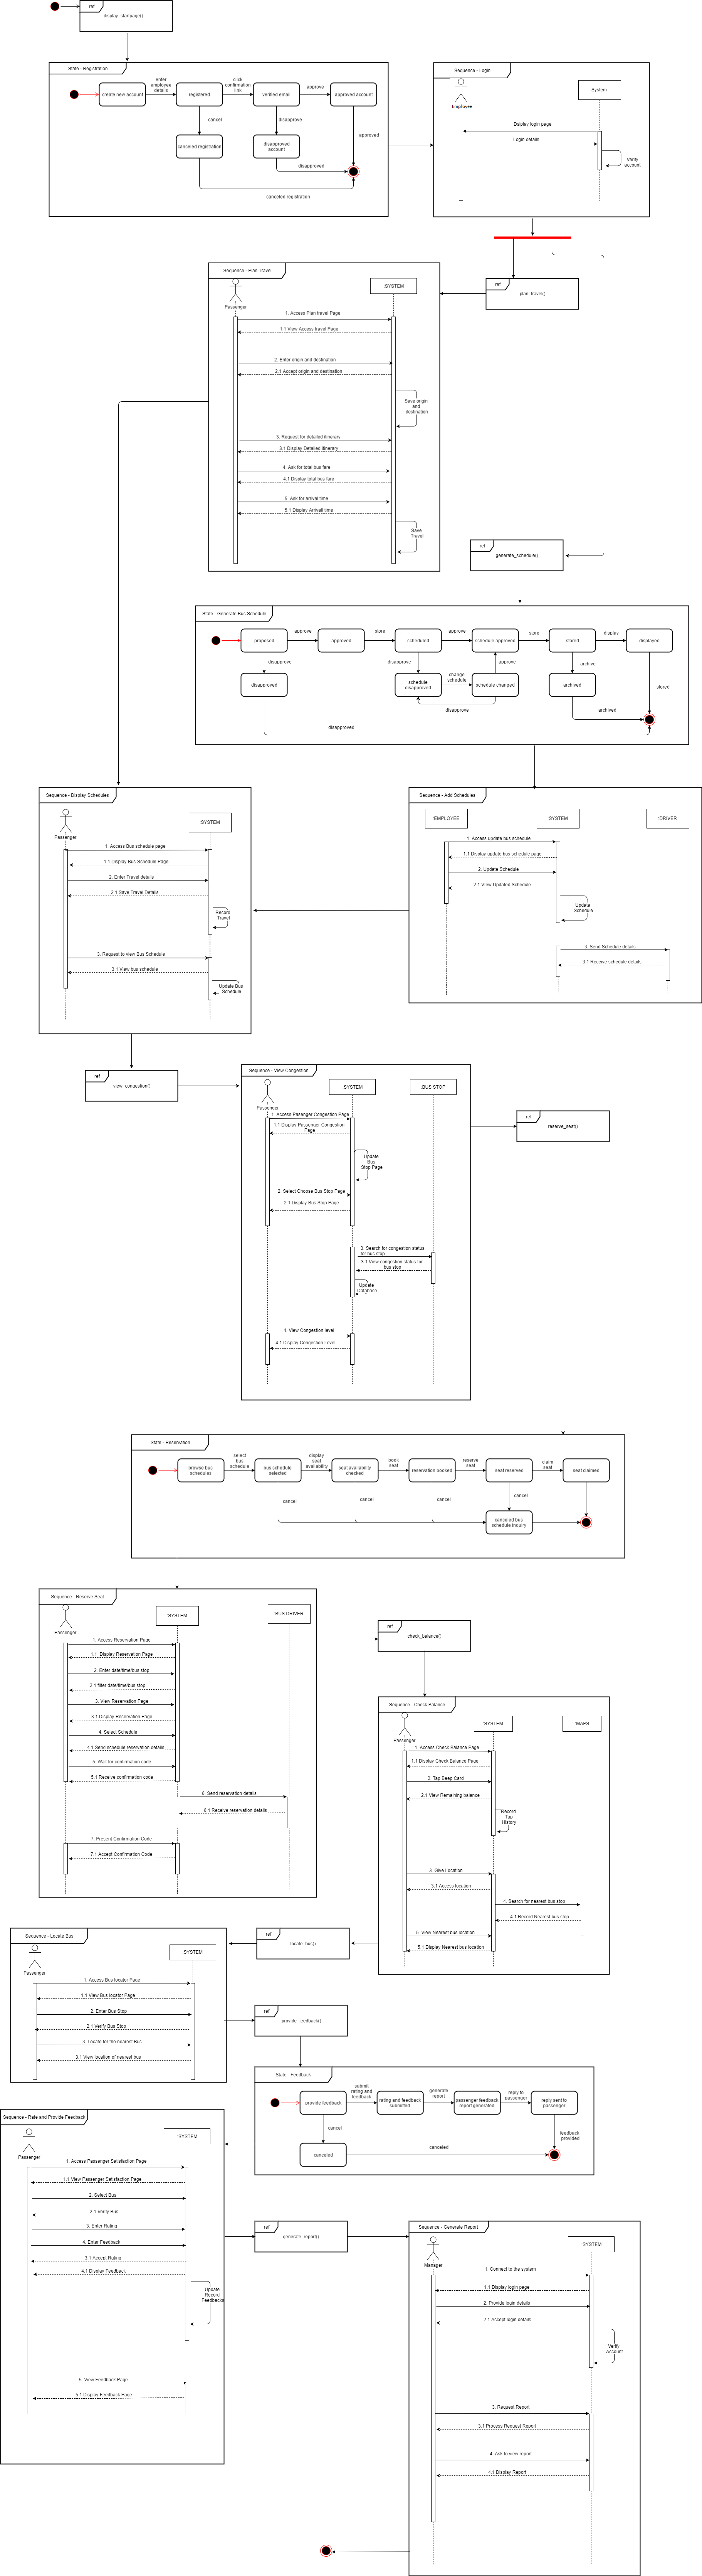 ref
display_startpage()
State - Registration
create new account
enter
employee
details
registered
click
confirmation
link
verified email
approve
approved account
cancel
disapprove
approved
canceled registration
disapproved
account
disapproved
canceled registration
Sequence - Login
Employee
System
Display login page
Login details
Verify
account
ref
plan_travel()
Sequence - Plan Travel
Passenger
:SYSTEM
1. Access Plan travel Page
1.1 View Access travel Page
2. Enter origin and destination
2.1 Accept origin and destination
Save origin
and
destination
3. Request for detailed itinerary
3.1 Display Detailed itinerary
4. Ask for total bus fare
4.1 Display total bus fare
5. Ask for arrival time
5.1 Display Arrivall time
Save
Travel
ref
generate_schedule()
State - Generate Bus Schedule
proposed
approve
approved
store
scheduled
approve
schedule approved
store
stored
display
displayed
disapprove
disapprove
approve
archive
stored
disapproved
schedule
disapproved
change
schedule
schedule changed
archived
disapprove
archived
disapproved
Sequence - Display Schedules
Passenger
:SYSTEM
1. Access Bus schedule page
1.1 Display Bus Schedule Page
2. Enter Travel details
2.1 Save Travel Details
Record
Travel
3. Request to view Bus Schedule
3.1 View bus schedule
Update Bus
Schedule
Sequence - Add Schedules
EMPLOYEE
:SYSTEM
:DRIVER
1. Access update bus schedule
1.1 Display update bus schedule page
2. Update Schedule
2.1 View Updated Schedule
Update
Schedule
3. Send Schedule details
3.1 Receive schedule details
ref
view_congestion()
Sequence - View Congestion
Passenger
:SYSTEM
:BUS STOP
1. Access Pasenger Congestion Page
1.1 Display Passenger Congestion
Page
Update
Bus
Stop Page
2. Select Choose Bus Stop Page
2.1 Display Bus Stop Page
3. Search for congestion status
for bus stop
3.1 View congestion status for
bus stop
Update
Database
4. View Congestion level
4.1 Display Congestion Level
ref
reserve_seat()
State - Reservation
browse bus
schedules
select
bus
schedule
bus schedule
selected
display
seat
availability
seat availability
checked
book
seat
reservation booked
reserve
seat
seat reserved
claim
seat
seat claimed
cancel
cancel
cancel
cancel
canceled bus
schedule inquiry
Sequence - Reserve Seat
Passenger
:SYSTEM
:BUS DRIVER
1. Access Reservation Page
1.1 Display Reservation Page
2. Enter date/time/bus stop
2.1 filter date/time/bus stop
3. View Reservation Page
3.1 Display Reservation Page
4. Select Schedule
4.1 Send schedule reservation details
5. Wait for confirmation code
5.1 Receive confirmation code
6. Send reservation details
6.1 Receive reservation details
7. Present Confirmation Code
7.1 Accept Confirmation Code
ref
check_balance()
Sequence - Check Balance
Passenger
:SYSTEM
:MAPS
1. Access Check Balance Page
1.1 Display Check Balance Page
2. Tap Beep Card
2.1 View Remaining balance
Record
Tap
History
3. Give Location
3.1 Access location
4. Search for nearest bus stop
4.1 Record Nearest bus stop
5. View Nearest bus location
5.1 Display Nearest bus location
ref
locate_bus()
Sequence - Locate Bus
Passenger
:SYSTEM
1. Access Bus locator Page
1.1 View Bus locator Page
2. Enter Bus Stop
2.1 Verify Bus Stop
3. Locate for the nearest Bus
3.1 View location of nearest bus
ref
provide_feedback()
State - Feedback
provide feedback
submit
rating and
feedback
rating and feedback
submitted
generate
report
passenger feedback
report generated
reply to
passenger
reply sent to
passenger
cancel
feedback
provided
canceled
canceled
Sequence - Rate and Provide Feedback
Passenger
:SYSTEM
1. Access Passenger Satisfaction Page
1.1 View Passenger Satisfaction Page
2. Select Bus
2.1 Verify Bus
3. Enter Rating
4. Enter Feedback
3.1 Accept Rating
4.1 Display Feedback
Update
Record
Feedbacks
5. View Feedback Page
5.1 Display Feedback Page
ref
generate_report()
Sequence - Generate Report
Manager
:SYSTEM
1. Connect to the system
1.1 Display login page
2. Provide login details
2.1 Accept login details
Verify
Account
3. Request Report
3.1 Process Request Report
4. Ask to view report
4.1 Display Report